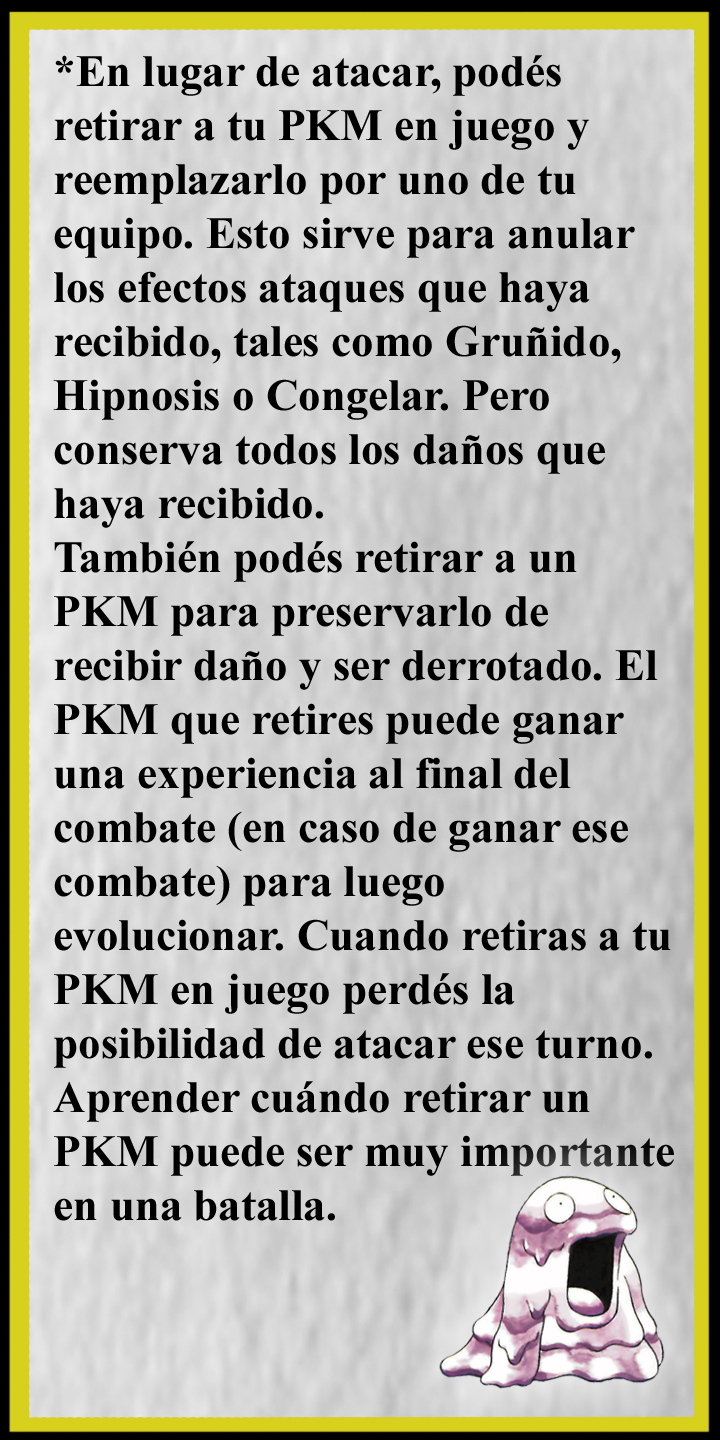 *En lugar de atacar, podés
retirar a tu PKM en juego y
reemplazarlo por uno de tu
equipo. Esto sirve para anular
los efectos ataques que haya
recibido, tales como Gruñido,
Hipnosis o Congelar. Pero
conserva todos los daños que
haya recibido.
También podés retirar a un
PKM para preservarlo de
recibir daño y ser derrotado. El
PKM que retires puede ganar
una experiencia al final del
combate (en caso de ganar ese
combate) para luego
evolucionar. Cuando retiras a tu
PKM en juego perdés la
posibilidad de atacar ese turno.
Aprender cuándo retirar un
PKM puede ser muy importante
en una batalla.